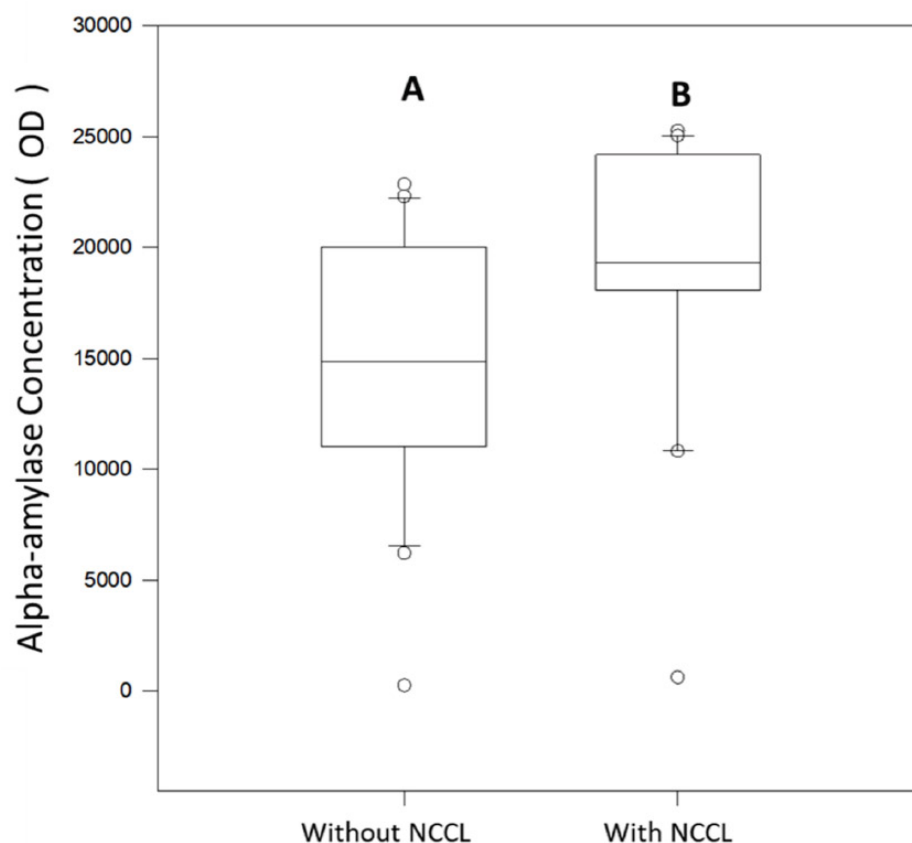 Alpha-amylase Concentration ( OD )
30000
25000
20000
15000
10000
5000
0
A
B
Without NCCL
With NCCL